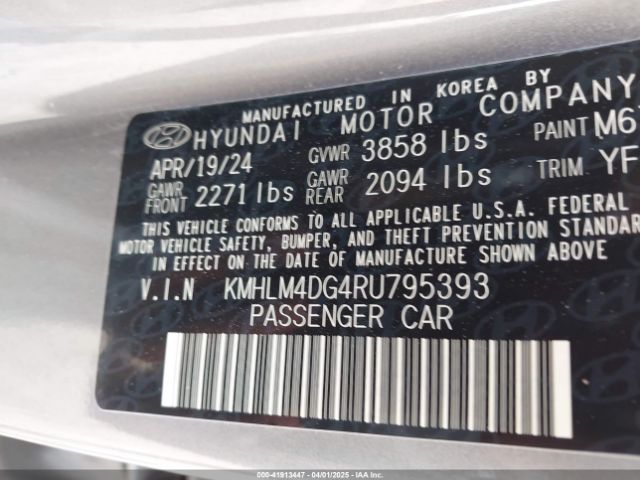 MANUFACTURED IN KOREA BY
HYUNDAI MOTOR COMPANY
APR/19/24 GVWR 3858 lbs PAINT M6
GAWR FRONT 2271 lbs GAWR REAR 2094 lbs TRIM YF
THIS VEHICLE CONFORMS TO ALL APPLICABLE U.S.A. FEDERAL
MOTOR VEHICLE SAFETY, BUMPER, AND THEFT PREVENTION STANDAR
IN EFFECT ON THE DATE OF MANUFACTURE SHOWN ABOVE
V.I.N KMHLM4DG4RU795393
PASSENGER CAR
000-41913447 - 04/01/2025 - IAAI, Inc.